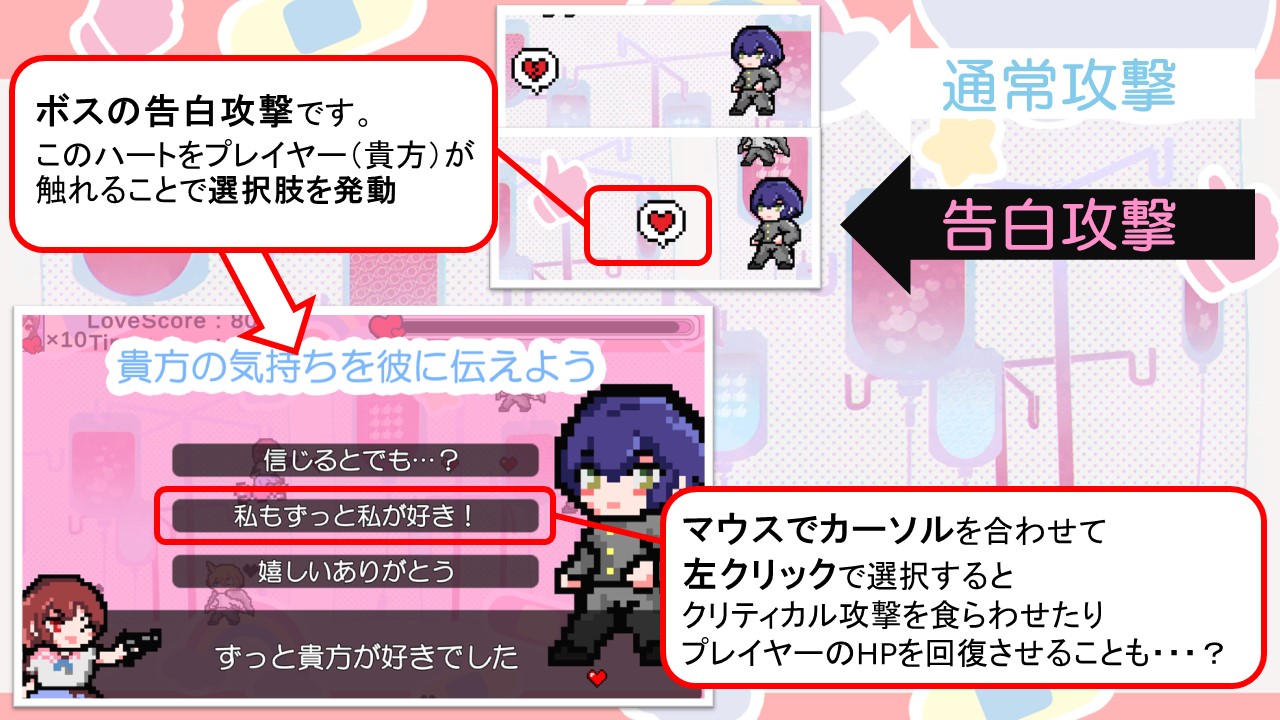 通常攻撃
ボスの告白攻撃です。
このハートをプレイヤー(貴方)が
触れることで選択肢を発動
告白攻撃
LoveScore : 80
×10
貴方の気持ちを彼に伝えよう
信じるとでも…?
私もずっと私が好き!
嬉しいありがとう
ずっと貴方が好きでした
マウスでカーソルを合わせて
左クリックで選択すると
クリティカル攻撃を食らわせたり
プレイヤーのHPを回復させることも・・・?